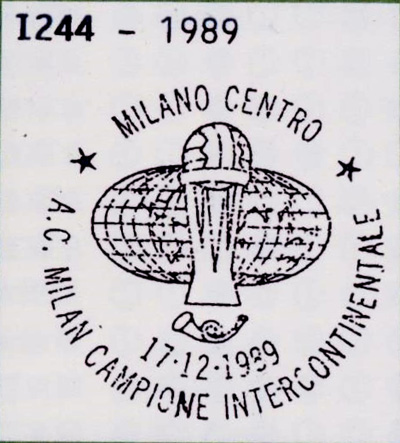 I244 - 1989
MILANO CENTRO
A.C. MILAN CAMPIONE INTERCONTINENTALE
17·12·1989